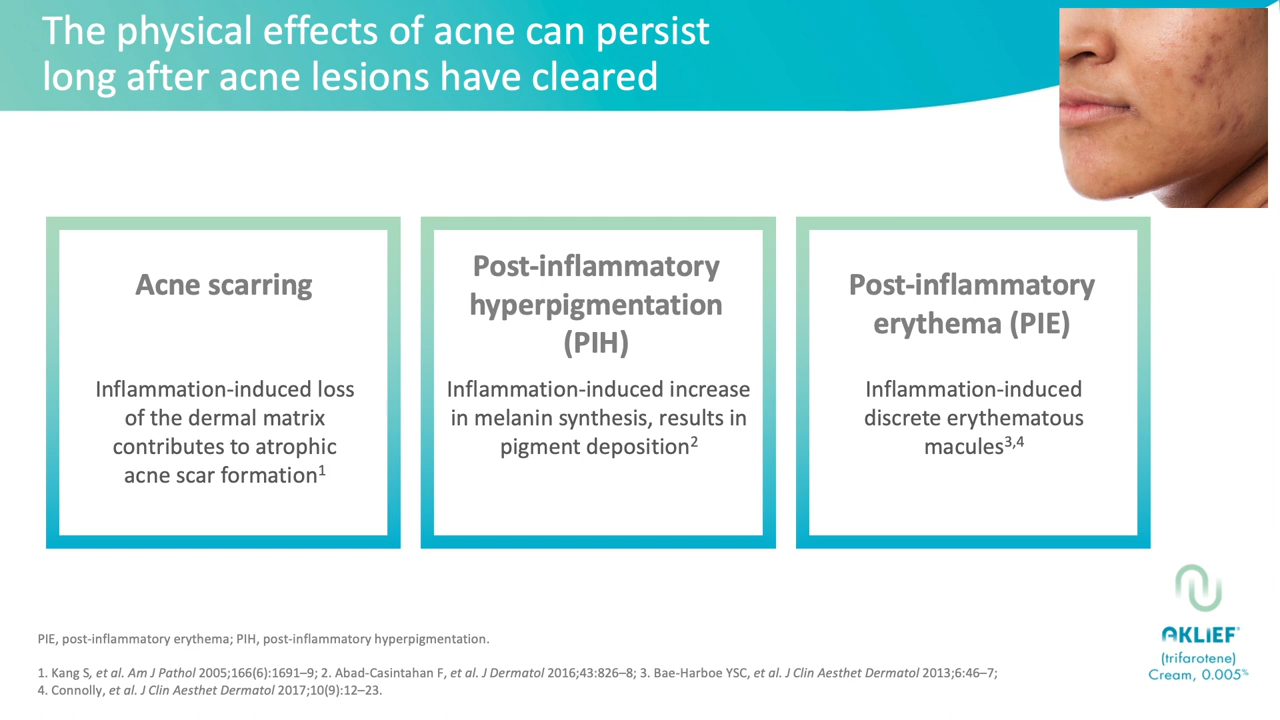 The physical effects of acne can persist
long after acne lesions have cleared
Acne scarring
Inflammation-induced loss
of the dermal matrix
contributes to atrophic
acne scar formation1
Post-inflammatory
hyperpigmentation
(PIH)
Inflammation-induced increase
in melanin synthesis, results in
pigment deposition2
Post-inflammatory
erythema (PIE)
Inflammation-induced
discrete erythematous
macules3,4
PIE, post-inflammatory erythema; PIH, post-inflammatory hyperpigmentation.
1. Kang S, et al. Am J Pathol 2005;166(6):1691–9; 2. Abad-Casintahan F, et al. J Dermatol 2016;43:826–8; 3. Bae-Harboe YSC, et al. J Clin Aesthet Dermatol 2013;6:46–7;
4. Connolly, et al. J Clin Aesthet Dermatol 2017;10(9):12–23.
AKLIEF®
(trifarotene)
Cream, 0.005%